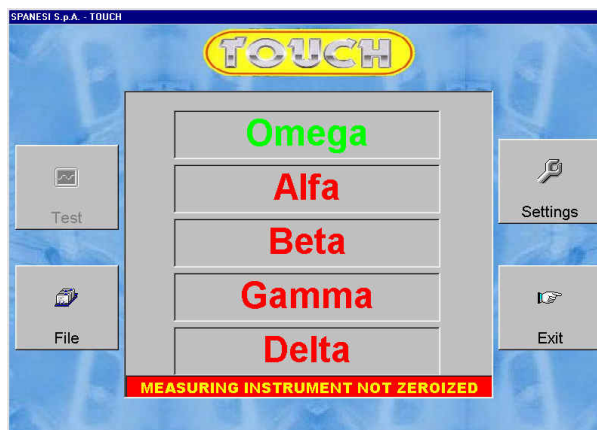 SPANESI S.p.A. - TOUCH
TOUCH
Omega
Alfa
Beta
Gamma
Delta
Test
Settings
File
Exit
MEASURING INSTRUMENT NOT ZEROIZED